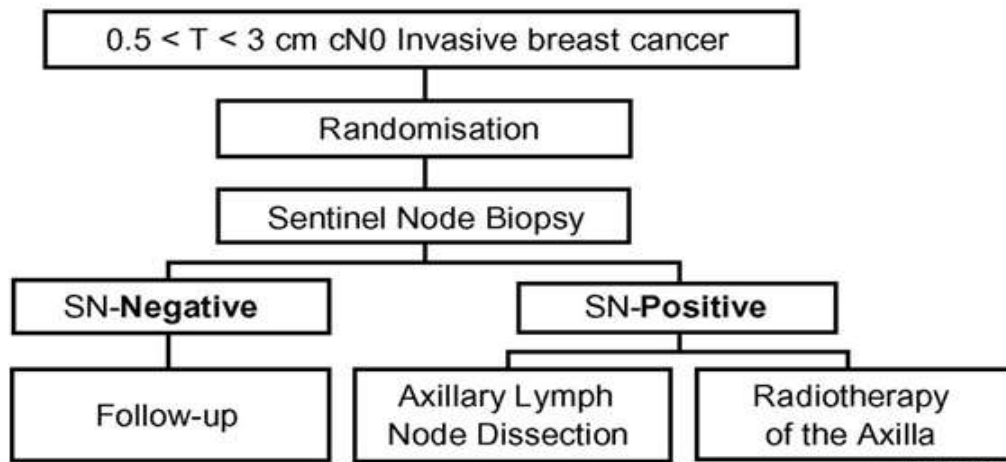 0.5 < T < 3 cm cN0 Invasive breast cancer
Randomisation
Sentinel Node Biopsy
SN-Negative
SN-Positive
Follow-up
Axillary Lymph
Node Dissection
Radiotherapy
of the Axilla